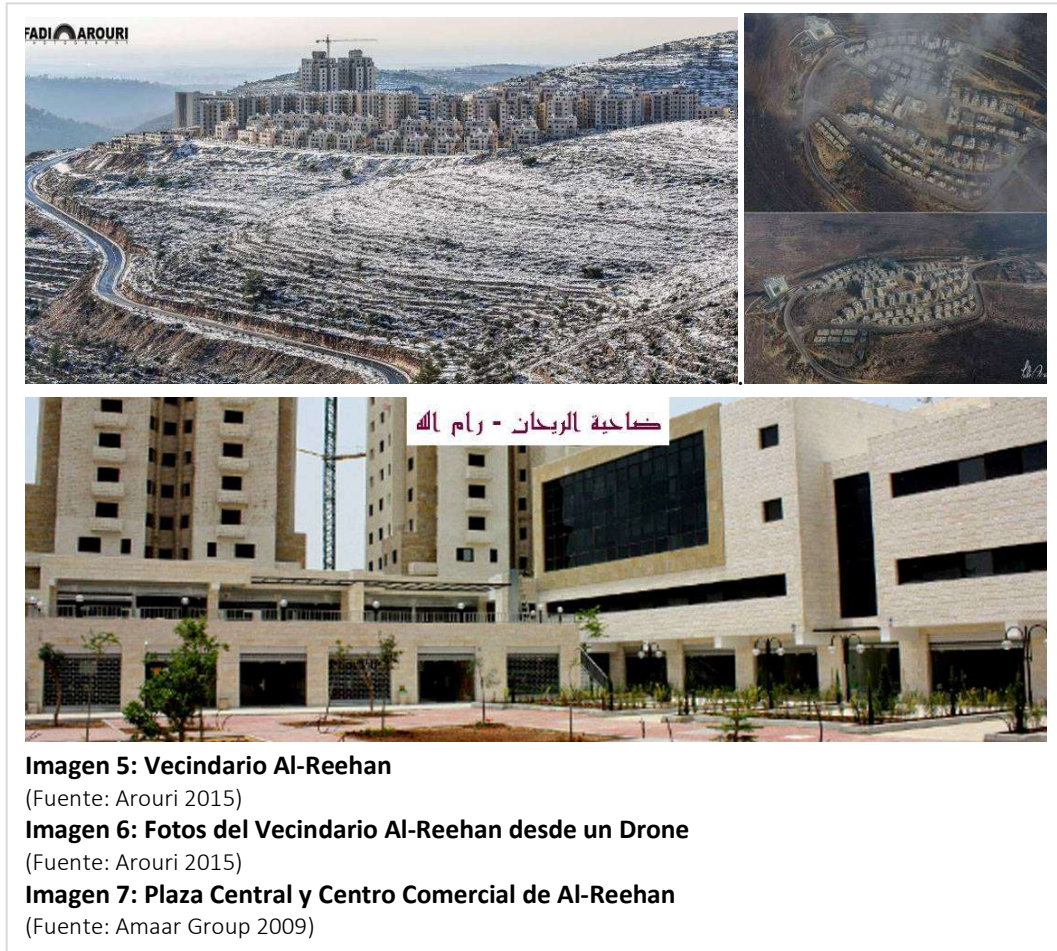 FADI AROURI
PHOTOGRAPHY
ضاحية الريحان - رام الله
Imagen 5: Vecindario Al-Reehan
(Fuente: Arouri 2015)
Imagen 6: Fotos del Vecindario Al-Reehan desde un Drone
(Fuente: Arouri 2015)
Imagen 7: Plaza Central y Centro Comercial de Al-Reehan
(Fuente: Amaar Group 2009)